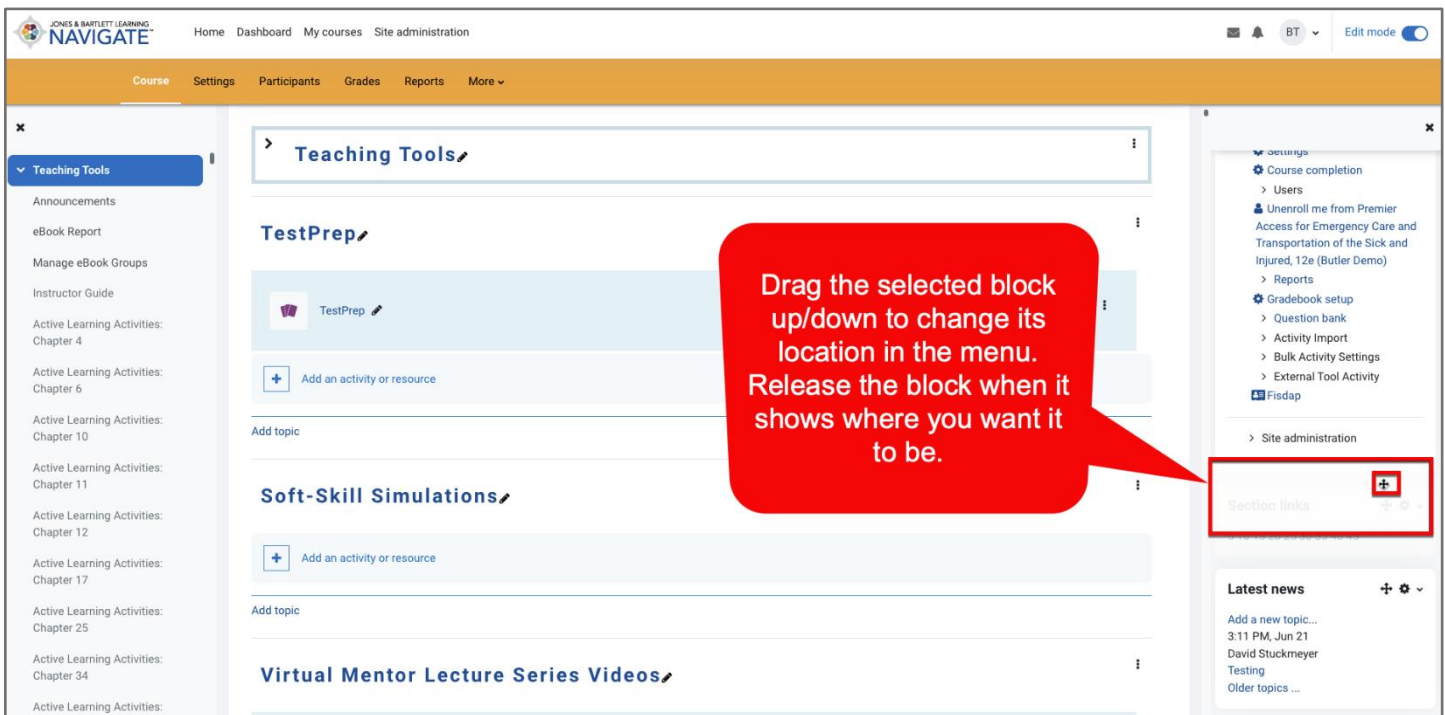 JONES & BARTLETT LEARNING
NAVIGATE™
Home Dashboard My courses Site administration
BT
Edit mode
Course Settings Participants Grades Reports More
Teaching Tools
Announcements
eBook Report
Manage eBook Groups
Instructor Guide
Active Learning Activities:
Chapter 4
Active Learning Activities:
Chapter 6
Active Learning Activities:
Chapter 10
Active Learning Activities:
Chapter 11
Active Learning Activities:
Chapter 12
Active Learning Activities:
Chapter 17
Active Learning Activities:
Chapter 25
Active Learning Activities:
Chapter 34
Active Learning Activities:
Teaching Tools
TestPrep
TestPrep
Add an activity or resource
Add topic
Soft-Skill Simulations
Add an activity or resource
Add topic
Virtual Mentor Lecture Series Videos
Drag the selected block
up/down to change its
location in the menu.
Release the block when it
shows where you want it
to be.
Settings
Course completion
Users
Unenroll me from Premier
Access for Emergency Care and
Transportation of the Sick and
Injured, 12e (Butler Demo)
Reports
Gradebook setup
Question bank
Activity Import
Bulk Activity Settings
External Tool Activity
Fisdap
Site administration
Section links
Latest news
Add a new topic...
3:11 PM, Jun 21
David Stuckmeyer
Testing
Older topics ...